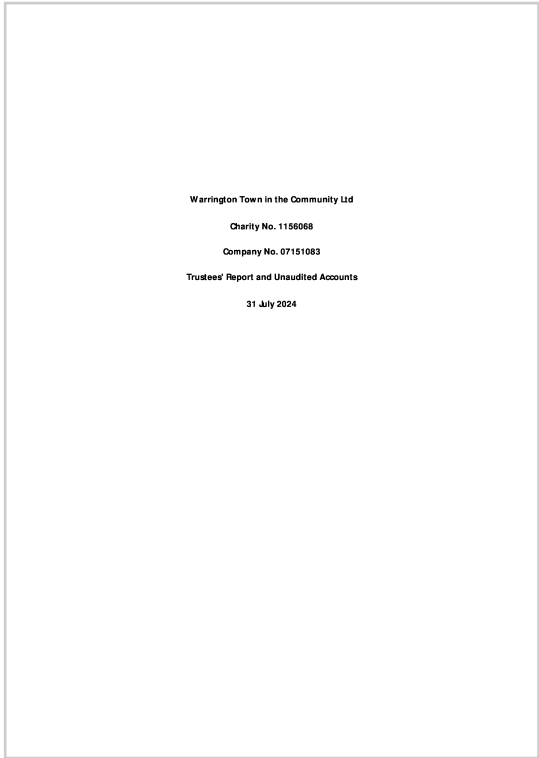 Warrington Town in the Community Ltd
Charity No. 1156068
Company No. 07151083
Trustees' Report and Unaudited Accounts
31 July 2024